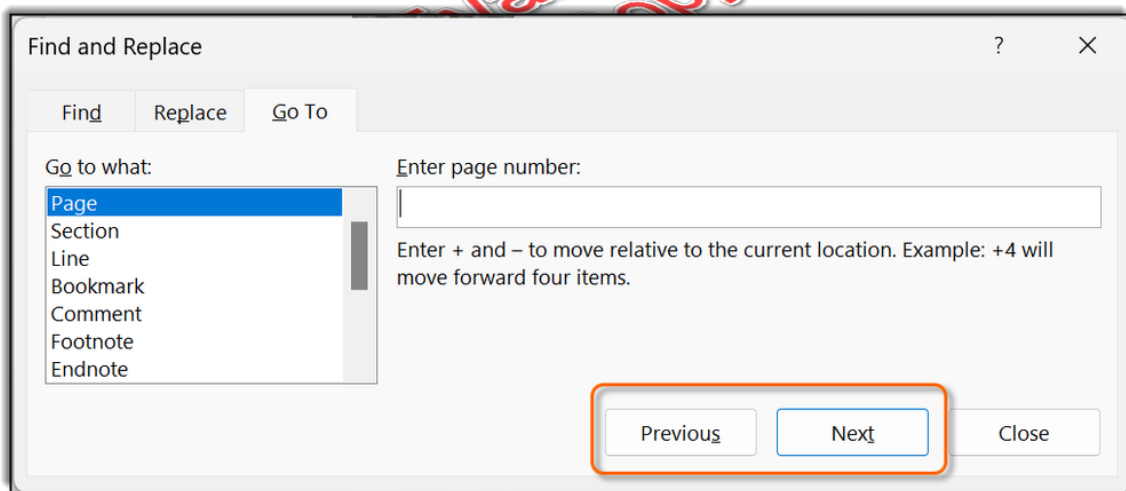 Find and Replace
?
Find
Replace
Go To
Go to what:
Enter page number:
Page
Section
Line
Bookmark
Comment
Footnote
Endnote
Enter + and – to move relative to the current location. Example: +4 will
move forward four items.
Previous
Next
Close